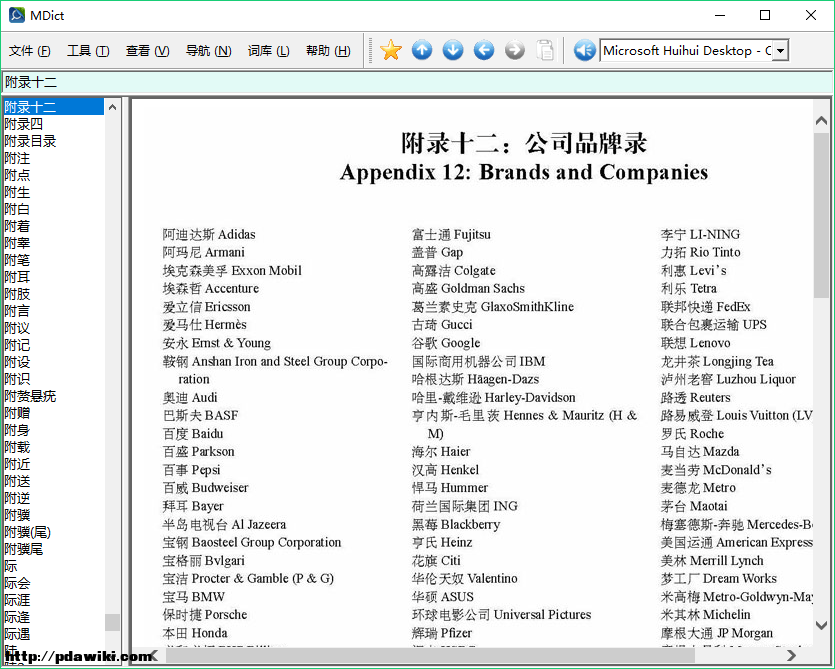 MDict
文件 (F) 工具 (T) 查看 (V) 导航 (N) 词库 (L) 帮助 (H) Microsoft Huihui Desktop - C
附录十二
附录十二
附录四
附录目录
附注
附点
附生
附白
附着
附睾
附笔
附耳
附肢
附言
附议
附记
附设
附识
附赘悬疣
附赠
附身
附载
附近
附送
附逆
附骥
附骥(尾)
附骥尾
际
际会
际涯
际逢
际遇
http://pdawiki.com
附录十二：公司品牌录
Appendix 12: Brands and Companies
阿迪达斯 Adidas
阿玛尼 Armani
埃克森美孚 Exxon Mobil
埃森哲 Accenture
爱立信 Ericsson
爱马仕 Hermès
安永 Ernst & Young
鞍钢 Anshan Iron and Steel Group Corpo-
ration
奥迪 Audi
巴斯夫 BASF
百度 Baidu
百盛 Parkson
百事 Pepsi
百威 Budweiser
拜耳 Bayer
半岛电视台 Al Jazeera
宝钢 Baosteel Group Corporation
宝格丽 Bvlgari
宝洁 Procter & Gamble (P & G)
宝马 BMW
保时捷 Porsche
本田 Honda
富士通 Fujitsu
盖普 Gap
高露洁 Colgate
高盛 Goldman Sachs
葛兰素史克 GlaxoSmithKline
古琦 Gucci
谷歌 Google
国际商用机器公司 IBM
哈根达斯 Häagen-Dazs
哈里-戴维逊 Harley-Davidson
亨内斯-毛里茨 Hennes & Mauritz (H &
M)
海尔 Haier
汉高 Henkel
悍马 Hummer
荷兰国际集团 ING
黑莓 Blackberry
亨氏 Heinz
花旗 Citi
华伦天奴 Valentino
华硕 ASUS
环球电影公司 Universal Pictures
辉瑞 Pfizer
李宁 LI-NING
力拓 Rio Tinto
利惠 Levi's
利乐 Tetra
联邦快递 FedEx
联合包裹运输 UPS
联想 Lenovo
龙井茶 Longjing Tea
泸州老窖 Luzhou Liquor
路透 Reuters
路易威登 Louis Vuitton (LV
罗氏 Roche
马自达 Mazda
麦当劳 McDonald's
麦德龙 Metro
茅台 Maotai
梅塞德斯-奔驰 Mercedes-B
美国运通 American Express
美林 Merrill Lynch
梦工厂 Dream Works
米高梅 Metro-Goldwyn-May
米其林 Michelin
摩根大通 JP Morgan